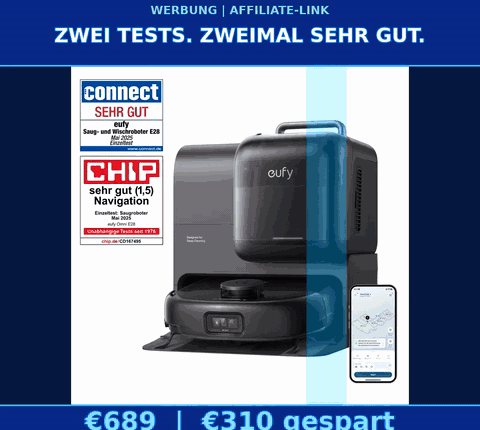 WERBUNG | AFFILIATE-LINK
ZWEI TESTS. ZWEIMAL SEHR GUT.
connect
SEHR GUT
eufy
Saug- und Wischroboter E28
Mai 2025
Einzeltest
www.connect.de
CHIP
sehr gut (1,5)
Navigation
Einzeltest: Saugroboter
Mai 2025
eufy Omni E28
Unabhängige Tests seit 1978
chip.de/CO167495
eufy
€689 | €310 gespart